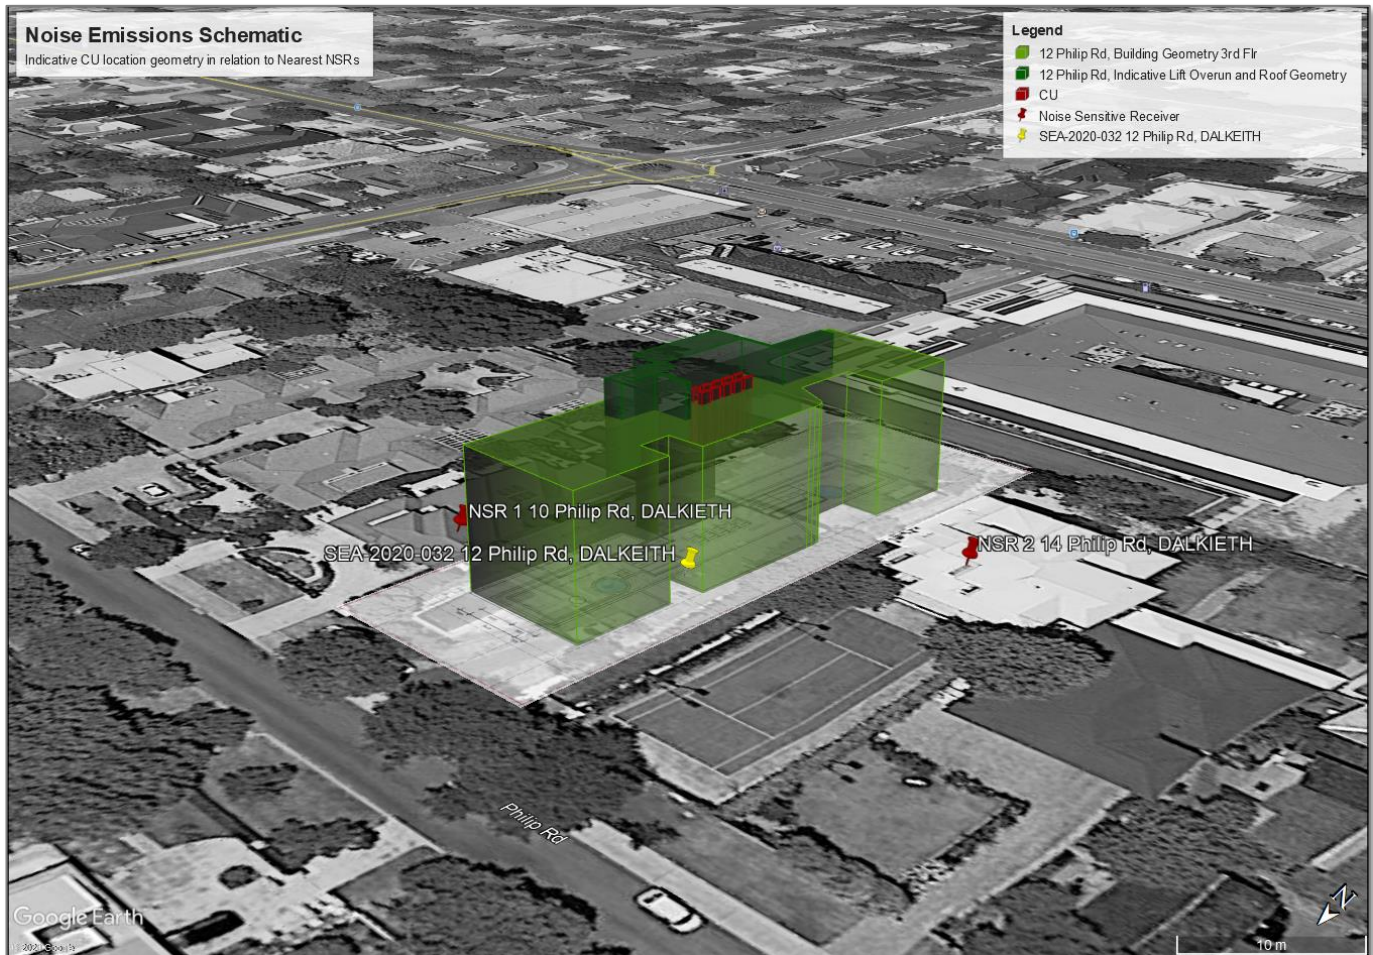 Noise Emissions Schematic
Indicative CU location geometry in relation to Nearest NSRs
Legend
12 Philip Rd, Building Geometry 3rd Flr
12 Philip Rd, Indicative Lift Overun and Roof Geometry
CU
Noise Sensitive Receiver
SEA-2020-032 12 Philip Rd, DALKEITH
NSR 1 10 Philip Rd, DALKIETH
SEA-2020-032 12 Philip Rd, DALKEITH
NSR 2 14 Philip Rd, DALKIETH
Philip Rd
Google Earth
N
10 m